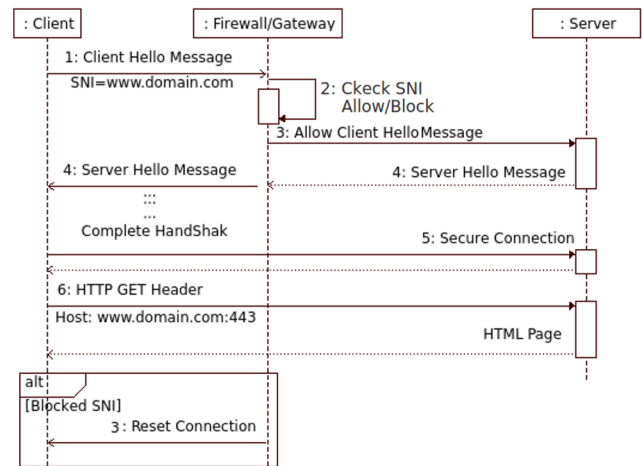 : Client
: Firewall/Gateway
: Server
1: Client Hello Message
SNI=www.domain.com
2: Ckeck SNI
Allow/Block
3: Allow Client HelloMessage
4: Server Hello Message
4: Server Hello Message
:::
...
Complete HandShak
5: Secure Connection
6: HTTP GET Header
Host: www.domain.com:443
HTML Page
alt
[Blocked SNI]
3 : Reset Connection